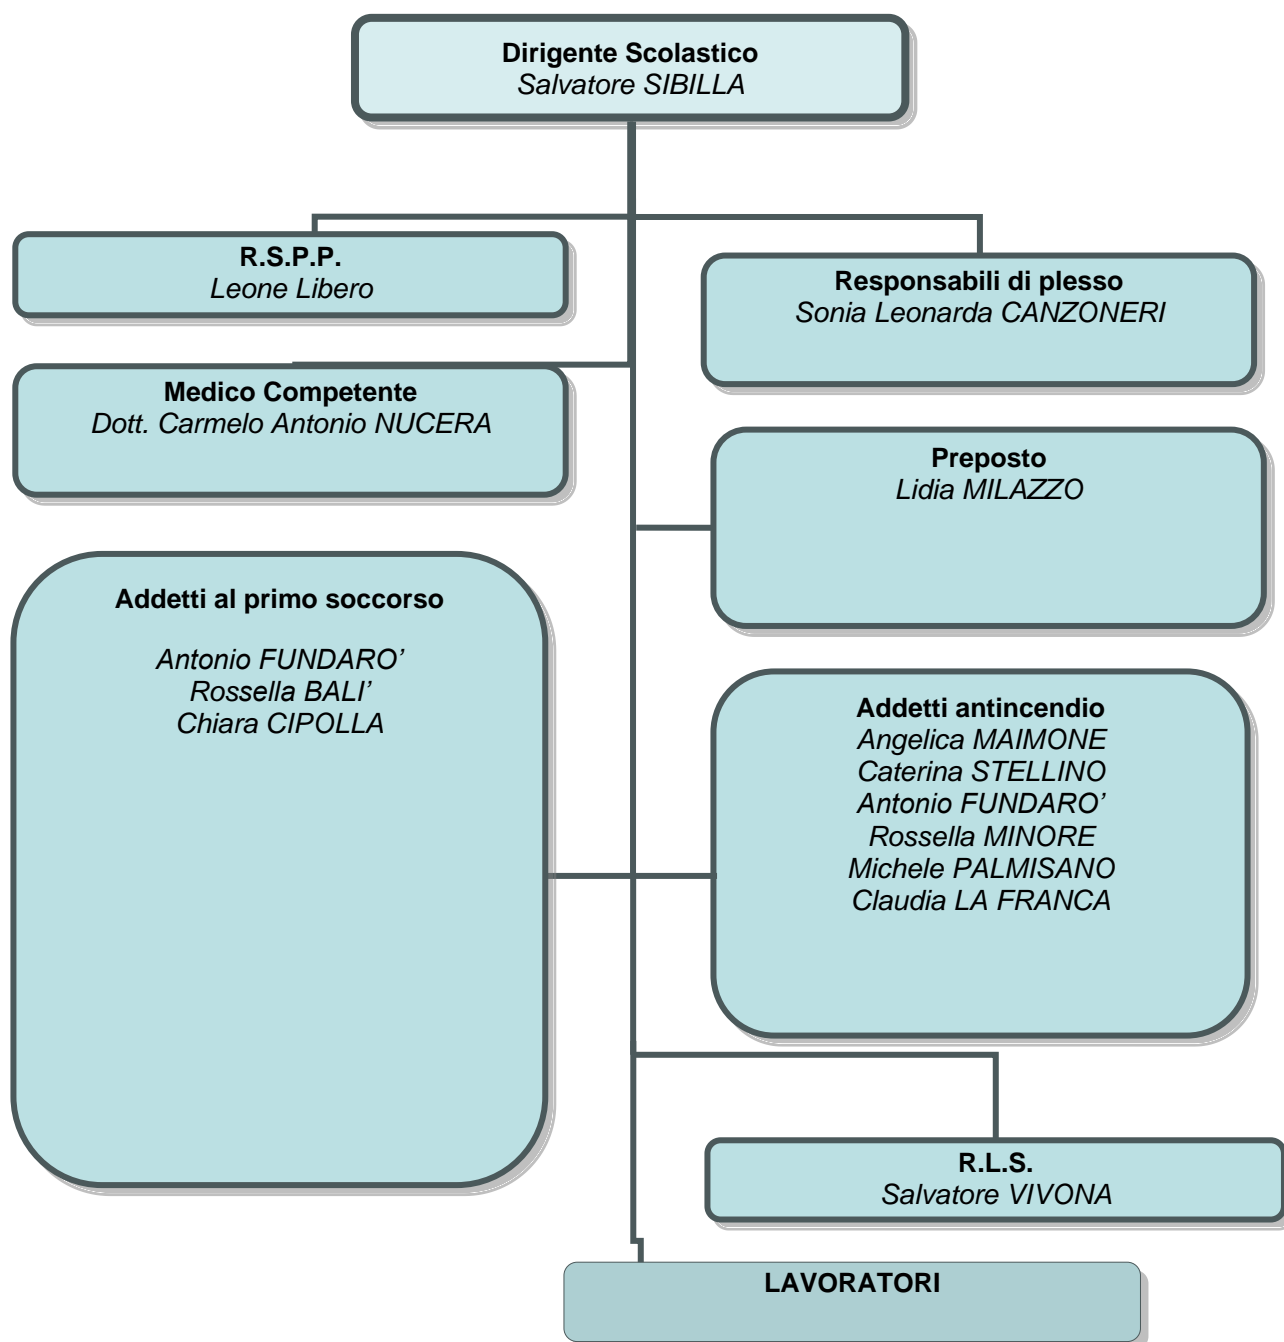 Dirigente Scolastico
Salvatore SIBILLA
R.S.P.P.
Leone Libero
Responsabili di plesso
Sonia Leonarda CANZONERI
Medico Competente
Dott. Carmelo Antonio NUCERA
Preposto
Lidia MILAZZO
Addetti al primo soccorso
Antonio FUNDARO’
Rossella BALI’
Chiara CIPOLLA
Addetti antincendio
Angelica MAIMONE
Caterina STELLINO
Antonio FUNDARO’
Rossella MINORE
Michele PALMISANO
Claudia LA FRANCA
R.L.S.
Salvatore VIVONA
LAVORATORI